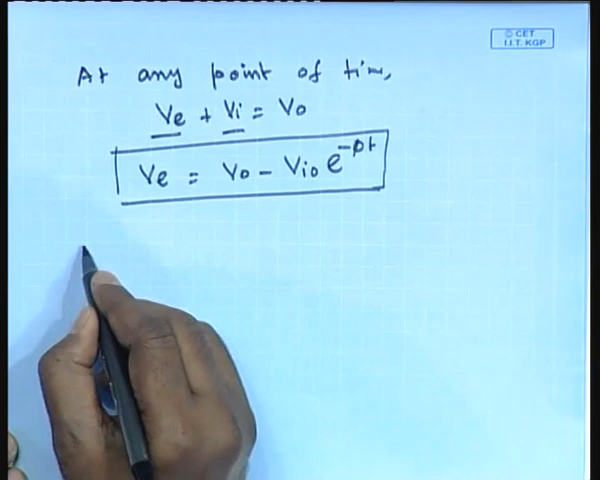 © CET
I.I.T. KGP
At any point of time,
Ve + Vi = Vo
Ve = Vo - Vio e^-pt